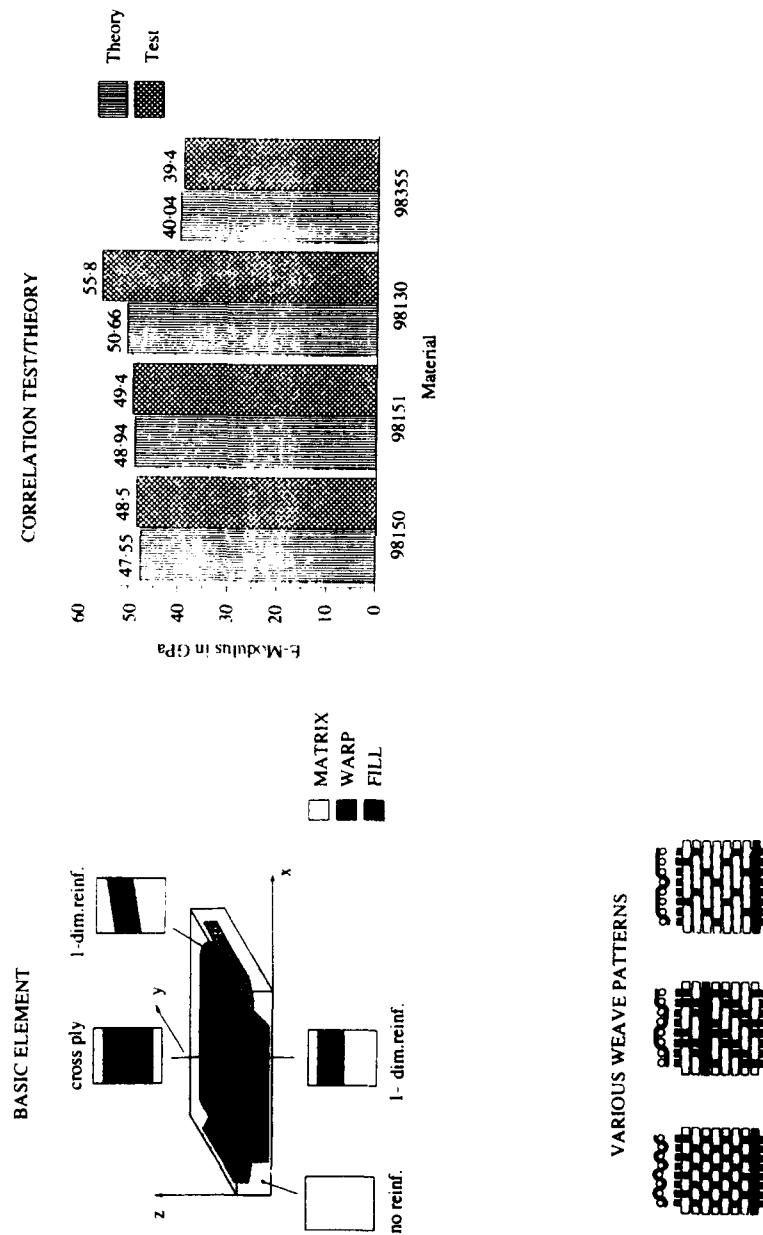 BASIC ELEMENT
cross ply
1-dim.reinf.
z
y
x
no reinf.
1- dim.reinf.
MATRIX
WARP
FILL
VARIOUS WEAVE PATTERNS
CORRELATION TEST/THEORY
Theory
Test
E-Modulus in GPa
60
50
40
30
20
10
0
47·55
48·5
48·94
49·4
50·66
55·8
40·04
39·4
98150
98151
98130
98355
Material